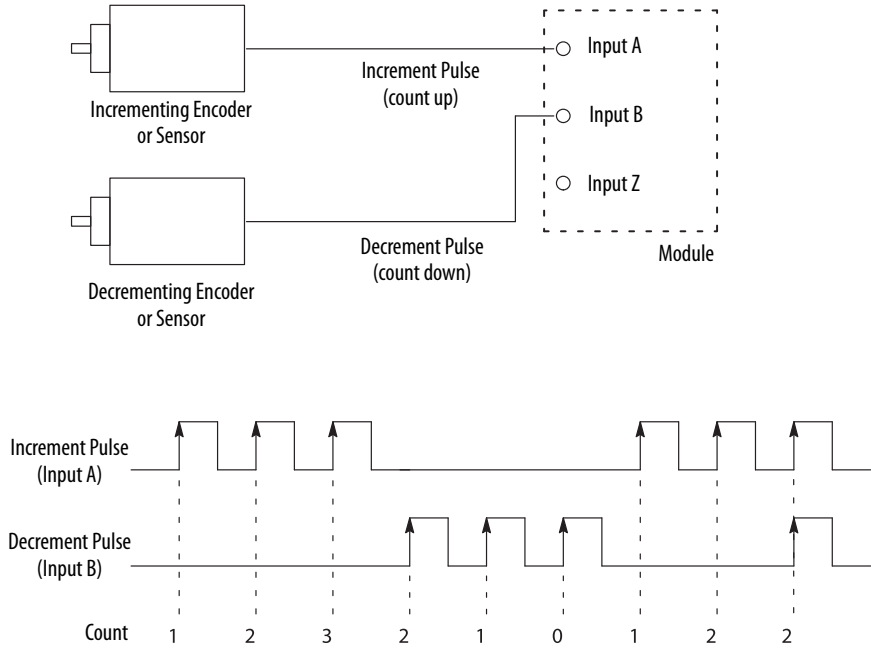 Incrementing Encoder
or Sensor
Increment Pulse
(count up)
Input A
Input B
Input Z
Module
Decrementing Encoder
or Sensor
Decrement Pulse
(count down)
Increment Pulse
(Input A)
Decrement Pulse
(Input B)
Count 1 2 3 2 1 0 1 2 2